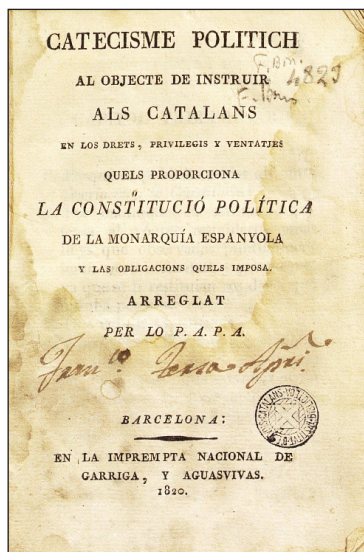 CATECISME POLITICH
AL OBJECTE DE INSTRUIR
ALS CATALANS
EN LOS DRETS, PRIVILEGIS Y VENTATJES
QUELS PROPORCIONA
LA CONSTITUCIÓ POLÍTICA
DE LA MONARQUÍA ESPANYOLA
Y LAS OBLIGACIONS QUELS IMPOSA.
ARREGLAT
PER LO P. A. P. A.
BARCELONA:
EN LA IMPREMPTA NACIONAL DE
GARRIGA, Y AGUASVIVAS.
1820.
F. Bon.
4823